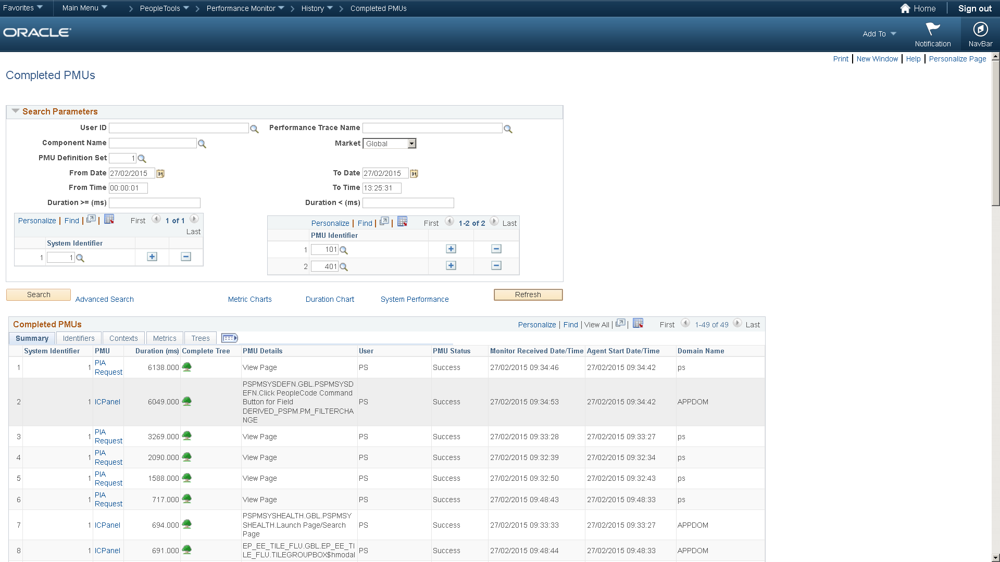 Favorites Main Menu PeopleTools Performance Monitor History Completed PMUs Home Sign out
ORACLE Add To Notification NavBar
Print | New Window | Help | Personalize Page
Completed PMUs
Search Parameters
User ID Performance Trace Name
Component Name Market Global
PMU Definition Set 1
From Date 27/02/2015 31 To Date 27/02/2015 31
From Time 00:00:01 To Time 13:25:31
Duration >= (ms) Duration < (ms)
Personalize | Find | First 1 of 1 Last
System Identifier
1 1
Personalize | Find | First 1-2 of 2 Last
PMU Identifier
1 101
2 401
Search Advanced Search Metric Charts Duration Chart System Performance Refresh
Completed PMUs Personalize | Find | View All | First 1-49 of 49 Last
Summary Identifiers Contexts Metrics Trees
System Identifier PMU Duration (ms) Complete Tree PMU Details User PMU Status Monitor Received Date/Time Agent Start Date/Time Domain Name
1 1 PIA Request 6138.000 View Page PS Success 27/02/2015 09:34:46 27/02/2015 09:34:42 ps
2 1 ICPanel 6049.000 PSPMSYSDEFN.GBL.PSPMSYSD
EFN.Click PeopleCode Command
Button for Field
DERIVED_PSPM.PM_FILTERCHA
NGE
PS Success 27/02/2015 09:34:53 27/02/2015 09:34:42 APPDOM
3 1 PIA Request 3269.000 View Page PS Success 27/02/2015 09:33:28 27/02/2015 09:33:27 ps
4 1 PIA Request 2090.000 View Page PS Success 27/02/2015 09:32:39 27/02/2015 09:32:34 ps
5 1 PIA Request 1588.000 View Page PS Success 27/02/2015 09:32:50 27/02/2015 09:32:43 ps
6 1 PIA Request 717.000 View Page PS Success 27/02/2015 09:48:43 27/02/2015 09:48:33 ps
7 1 ICPanel 694.000 PSPMSYSHEALTH.GBL.PSPMSY
SHEALTH.Launch Page/Search
Page
PS Success 27/02/2015 09:33:33 27/02/2015 09:33:27 APPDOM
8 1 ICPanel 691.000 EP_EE_TILE_FLU.GBL.EP_EE_TI
LE_FLU.TILEGROUPBOX$hmodal
PS Success 27/02/2015 09:48:44 27/02/2015 09:48:33 APPDOM